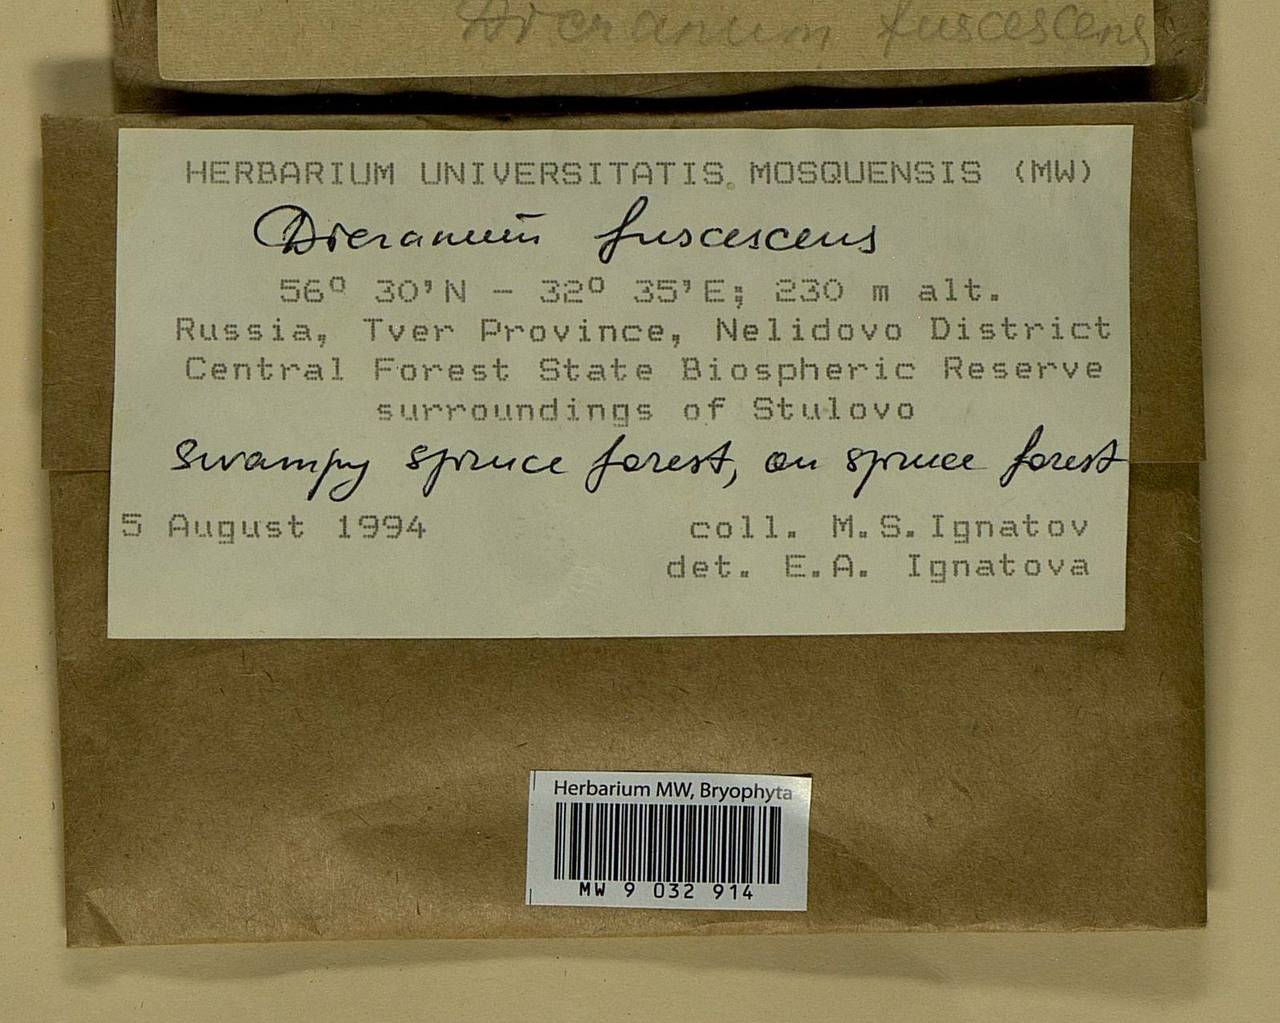 Dicranum fuscescens
HERBARIUM UNIVERSITATIS MOSQUENSIS (MW)
Dicranum fuscescens
56º 30'N - 32º 35'E; 230 m alt.
Russia, Tver Province, Nelidovo District
Central Forest State Biospheric Reserve
surroundings of Stulovo
swampy spruce forest, on spruce forest
5 August 1994 coll. M.S.Ignatov
det. E.A. Ignatova
Herbarium MW, Bryophyta
MW 9 032 914